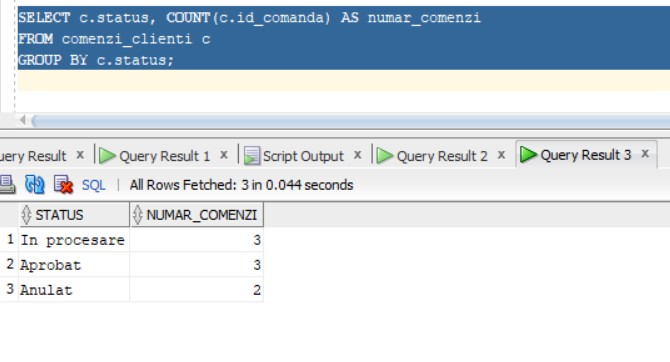 SELECT c.status, COUNT(c.id_comanda) AS numar_comenzi
FROM comenzi_clienti c
GROUP BY c.status;
Query Result x Query Result 1 x Script Output x Query Result 2 x Query Result 3 x
SQL | All Rows Fetched: 3 in 0.044 seconds
STATUS NUMAR_COMENZI
1 In procesare 3
2 Aprobat 3
3 Anulat 2